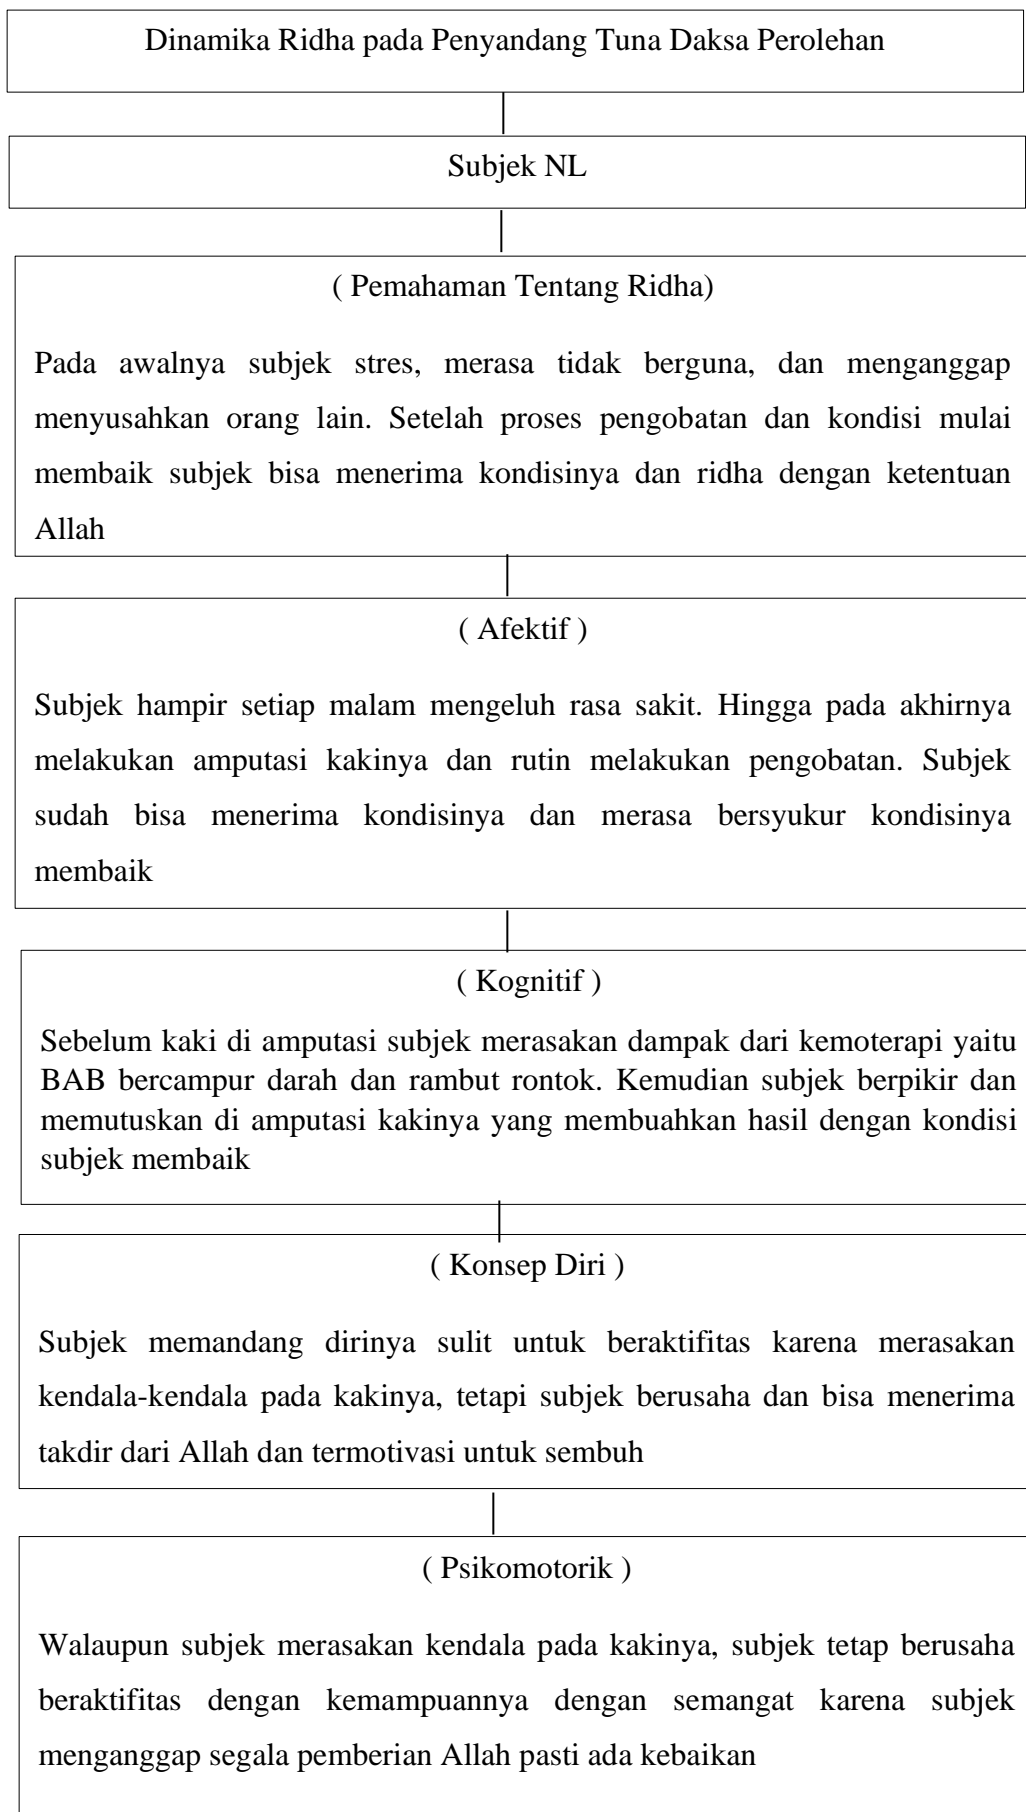 Dinamika Ridha pada Penyandang Tuna Daksa Perolehan
Subjek NL
( Pemahaman Tentang Ridha)
Pada awalnya subjek stres, merasa tidak berguna, dan menganggap
menyusahkan orang lain. Setelah proses pengobatan dan kondisi mulai
membaik subjek bisa menerima kondisinya dan ridha dengan ketentuan
Allah
( Afektif )
Subjek hampir setiap malam mengeluh rasa sakit. Hingga pada akhirnya
melakukan amputasi kakinya dan rutin melakukan pengobatan. Subjek
sudah bisa menerima kondisinya dan merasa bersyukur kondisinya
membaik
( Kognitif )
Sebelum kaki di amputasi subjek merasakan dampak dari kemoterapi yaitu
BAB bercampur darah dan rambut rontok. Kemudian subjek berpikir dan
memutuskan di amputasi kakinya yang membuahkan hasil dengan kondisi
subjek membaik
( Konsep Diri )
Subjek memandang dirinya sulit untuk beraktifitas karena merasakan
kendala-kendala pada kakinya, tetapi subjek berusaha dan bisa menerima
takdir dari Allah dan termotivasi untuk sembuh
( Psikomotorik )
Walaupun subjek merasakan kendala pada kakinya, subjek tetap berusaha
beraktifitas dengan kemampuannya dengan semangat karena subjek
menganggap segala pemberian Allah pasti ada kebaikan